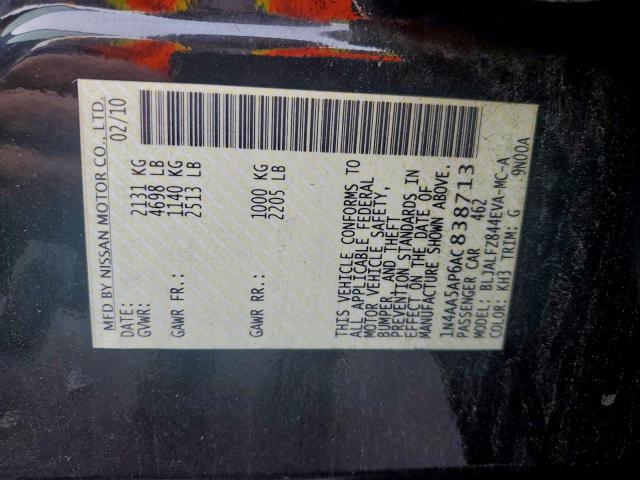 MFD BY NISSAN MOTOR CO., LTD.
DATE: 02/10
GVWR: 2131 KG
4698 LB
GAWR FR.: 1140 KG
2513 LB
GAWR RR.: 1000 KG
2205 LB
THIS VEHICLE CONFORMS TO
ALL APPLICABLE FEDERAL
MOTOR VEHICLE SAFETY,
BUMPER, AND THEFT
PREVENTION STANDARDS IN
EFFECT ON THE DATE OF
MANUFACTURE SHOWN ABOVE.
1N4AA5AP6AC838713
PASSENGER CAR 462
MODEL: BLJALFZ844EVA-MC-A
COLOR: KH3 TRIM: G 9N00A